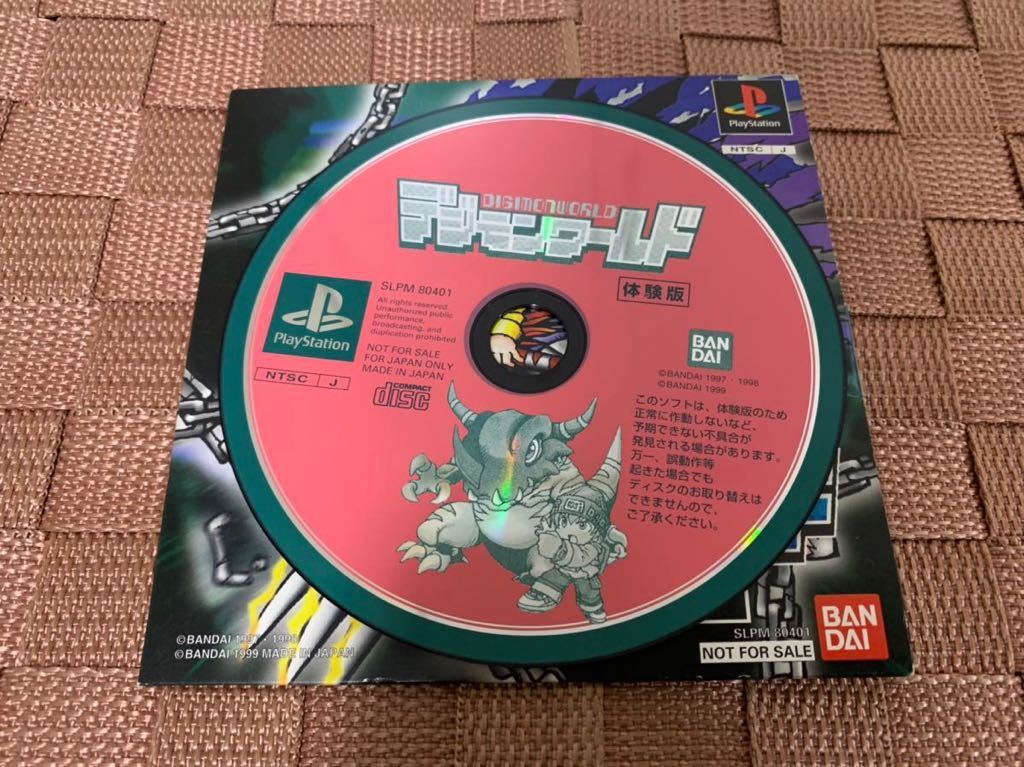 PlayStation
NTSC J
DIGIMON WORLD
デジモンワールド
体験版
SLPM 80401
All rights reserved.
Unauthorized public
performance,
broadcasting, and
duplication prohibited
PlayStation
NOT FOR SALE
FOR JAPAN ONLY
MADE IN JAPAN
NTSC J
COMPACT
disc
BAN
DAI
©BANDAI 1997・1998
©BANDAI 1999
このソフトは、体験版のため
正常に作動しないなど、
予期できない不具合が
発見される場合があります。
万一、誤動作等
起きた場合でも
ディスクのお取り替えは
できませんので、
ご了承ください。
©BANDAI 1997・1998
©BANDAI 1999 MADE IN JAPAN
SLPM 80401
NOT FOR SALE
BAN
DAI